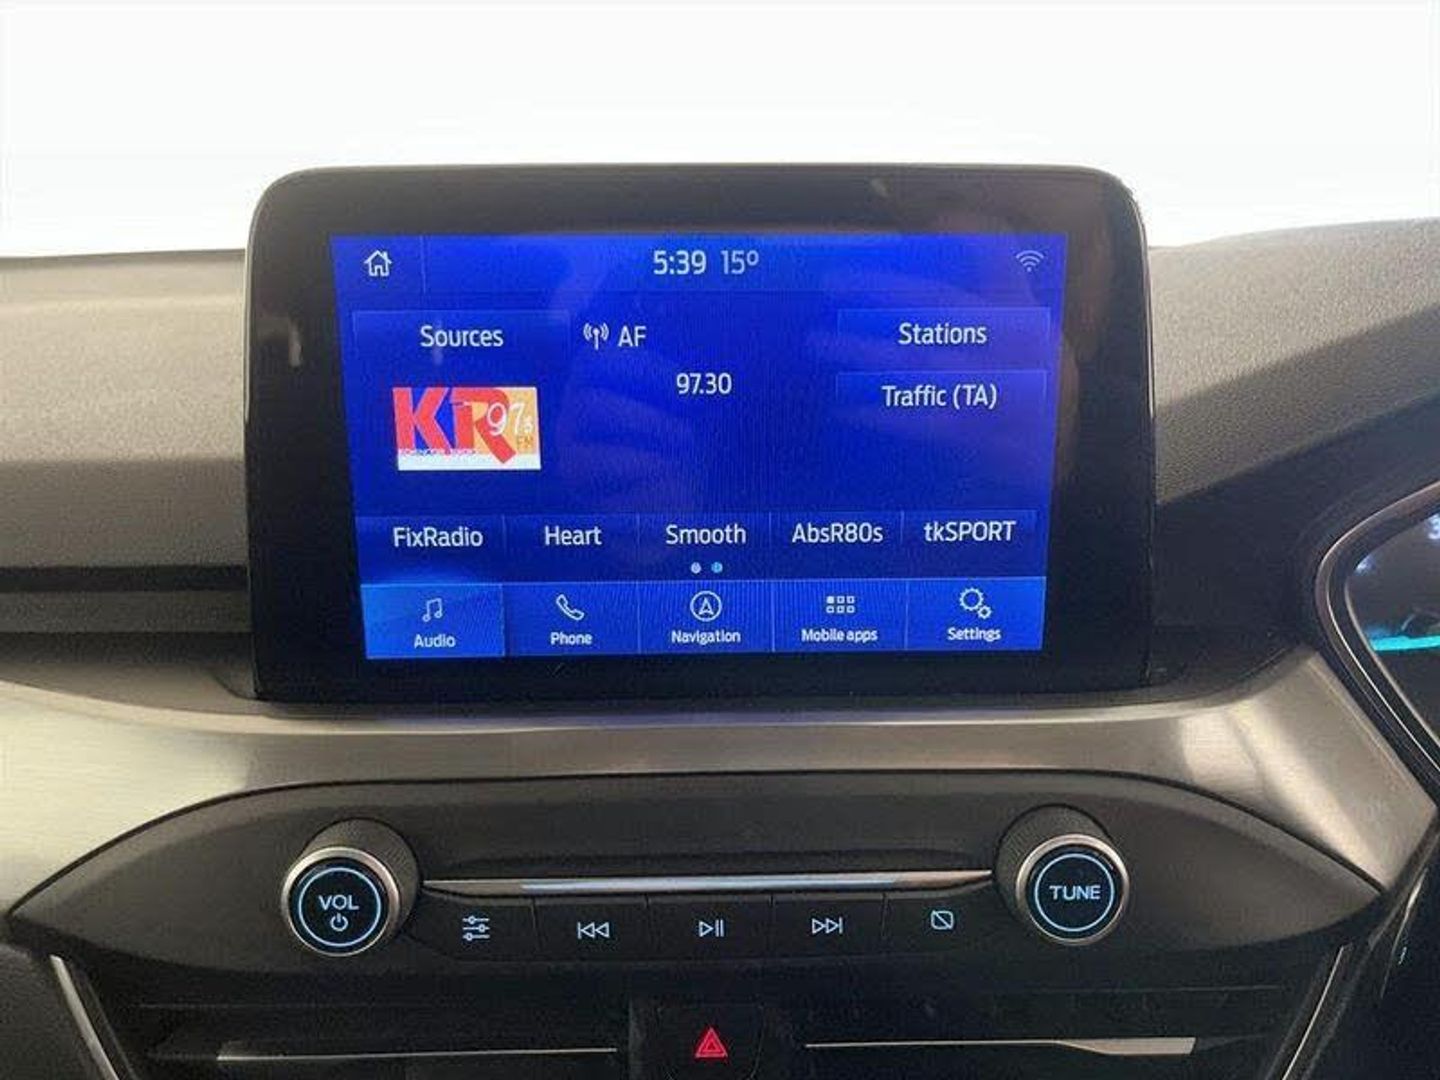 5:39 15°
Sources
AF
Stations
97.30
Traffic (TA)
KR 97.5
FM
FixRadio
Heart
Smooth
AbsR80s
tkSPORT
Audio
Phone
Navigation
Mobile apps
Settings
VOL
TUNE